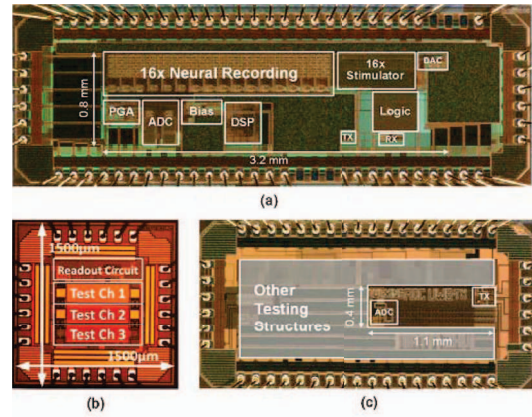 16x Neural Recording
16x
Stimulator
DAC
0.8 mm
PGA
ADC
Bias
DSP
Logic
TX
RX
3.2 mm
(a)
1500µm
Readout Circuit
Test Ch 1
Test Ch 2
Test Ch 3
1500µm
(b)
Other
Testing
Structures
0.4 mm
ADC
TX
1.1 mm
(c)